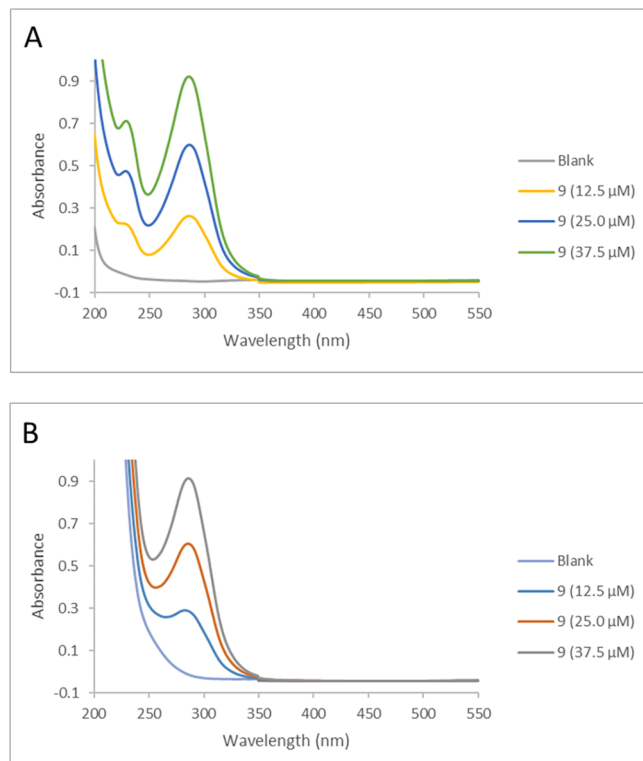 A
0.9
0.7
0.5
0.3
0.1
-0.1
Absorbance
200 250 300 350 400 450 500 550
Wavelength (nm)
Blank
9 (12.5 µM)
9 (25.0 µM)
9 (37.5 µM)
B
0.9
0.7
0.5
0.3
0.1
-0.1
Absorbance
200 250 300 350 400 450 500 550
Wavelength (nm)
Blank
9 (12.5 µM)
9 (25.0 µM)
9 (37.5 µM)